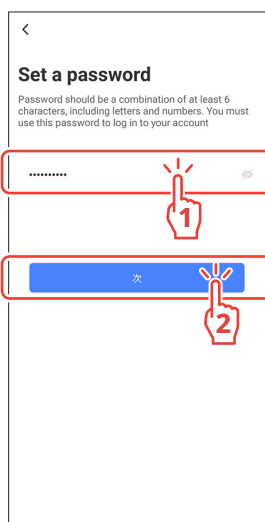 Set a password
Password should be a combination of at least 6
characters, including letters and numbers. You must
use this password to log in to your account
••••••••••
1
次
2